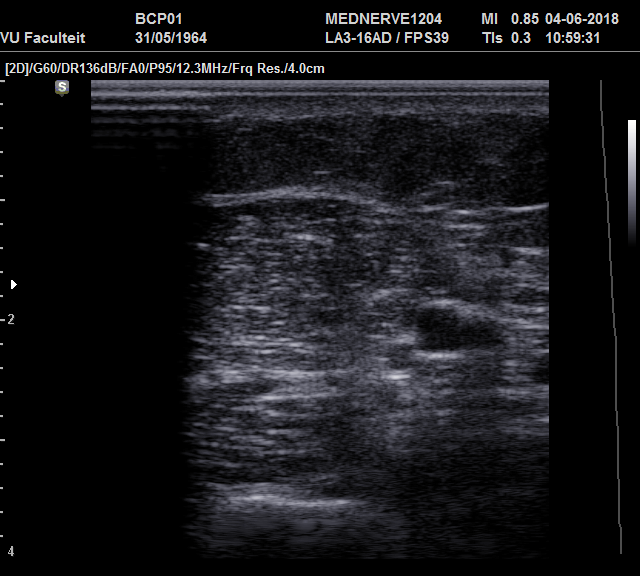 BCP01 MEDNERVE1204 MI 0.85 04-06-2018
VU Faculteit 31/05/1964 LA3-16AD / FPS39 TIs 0.3 10:59:31
[2D]/G60/DR136dB/FA0/P95/12.3MHz/Frq Res./4.0cm
S
2
4